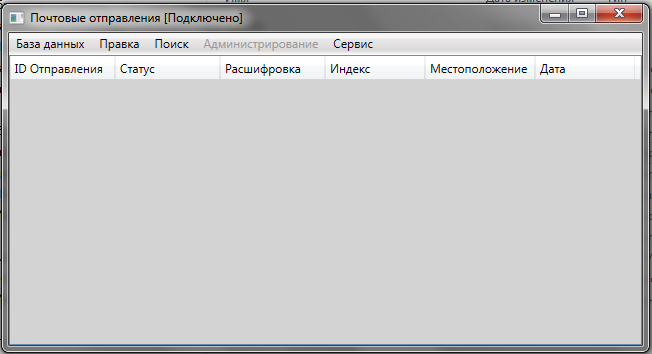 Почтовые отправления [Подключено]
База данных Правка Поиск Администрирование Сервис
ID Отправления Статус Расшифровка Индекс Местоположение Дата